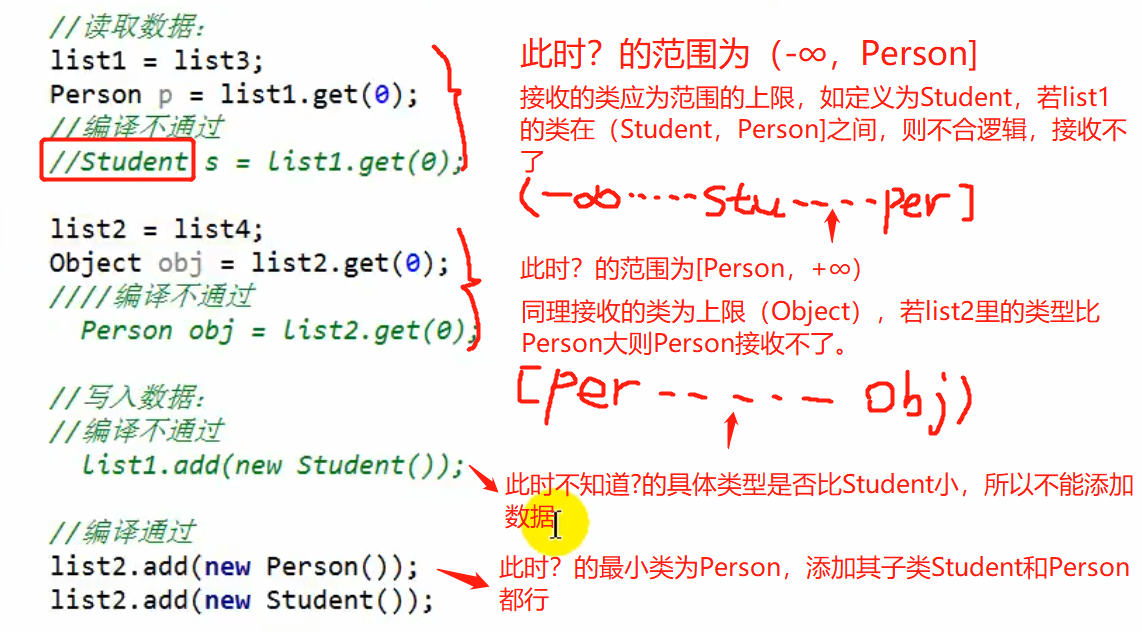 //读取数据：
list1 = list3;
Person p = list1.get(0);
//编译不通过
//Student s = list1.get(0);
此时？的范围为（-∞，Person]
接收的类应为范围的上限，如定义为Student，若list1
的类在（Student，Person]之间，则不合逻辑，接收不
了
(-∞······Stu-----per]
list2 = list4;
Object obj = list2.get(0);
////编译不通过
Person obj = list2.get(0);
此时？的范围为[Person，+∞)
同理接收的类为上限（Object），若list2里的类型比
Person大则Person接收不了。
[per ----- obj)
//写入数据：
//编译不通过
list1.add(new Student());
此时不知道?的具体类型是否比Student小，所以不能添加
数据
//编译通过
list2.add(new Person());
list2.add(new Student());
此时？的最小类为Person，添加其子类Student和Person
都行